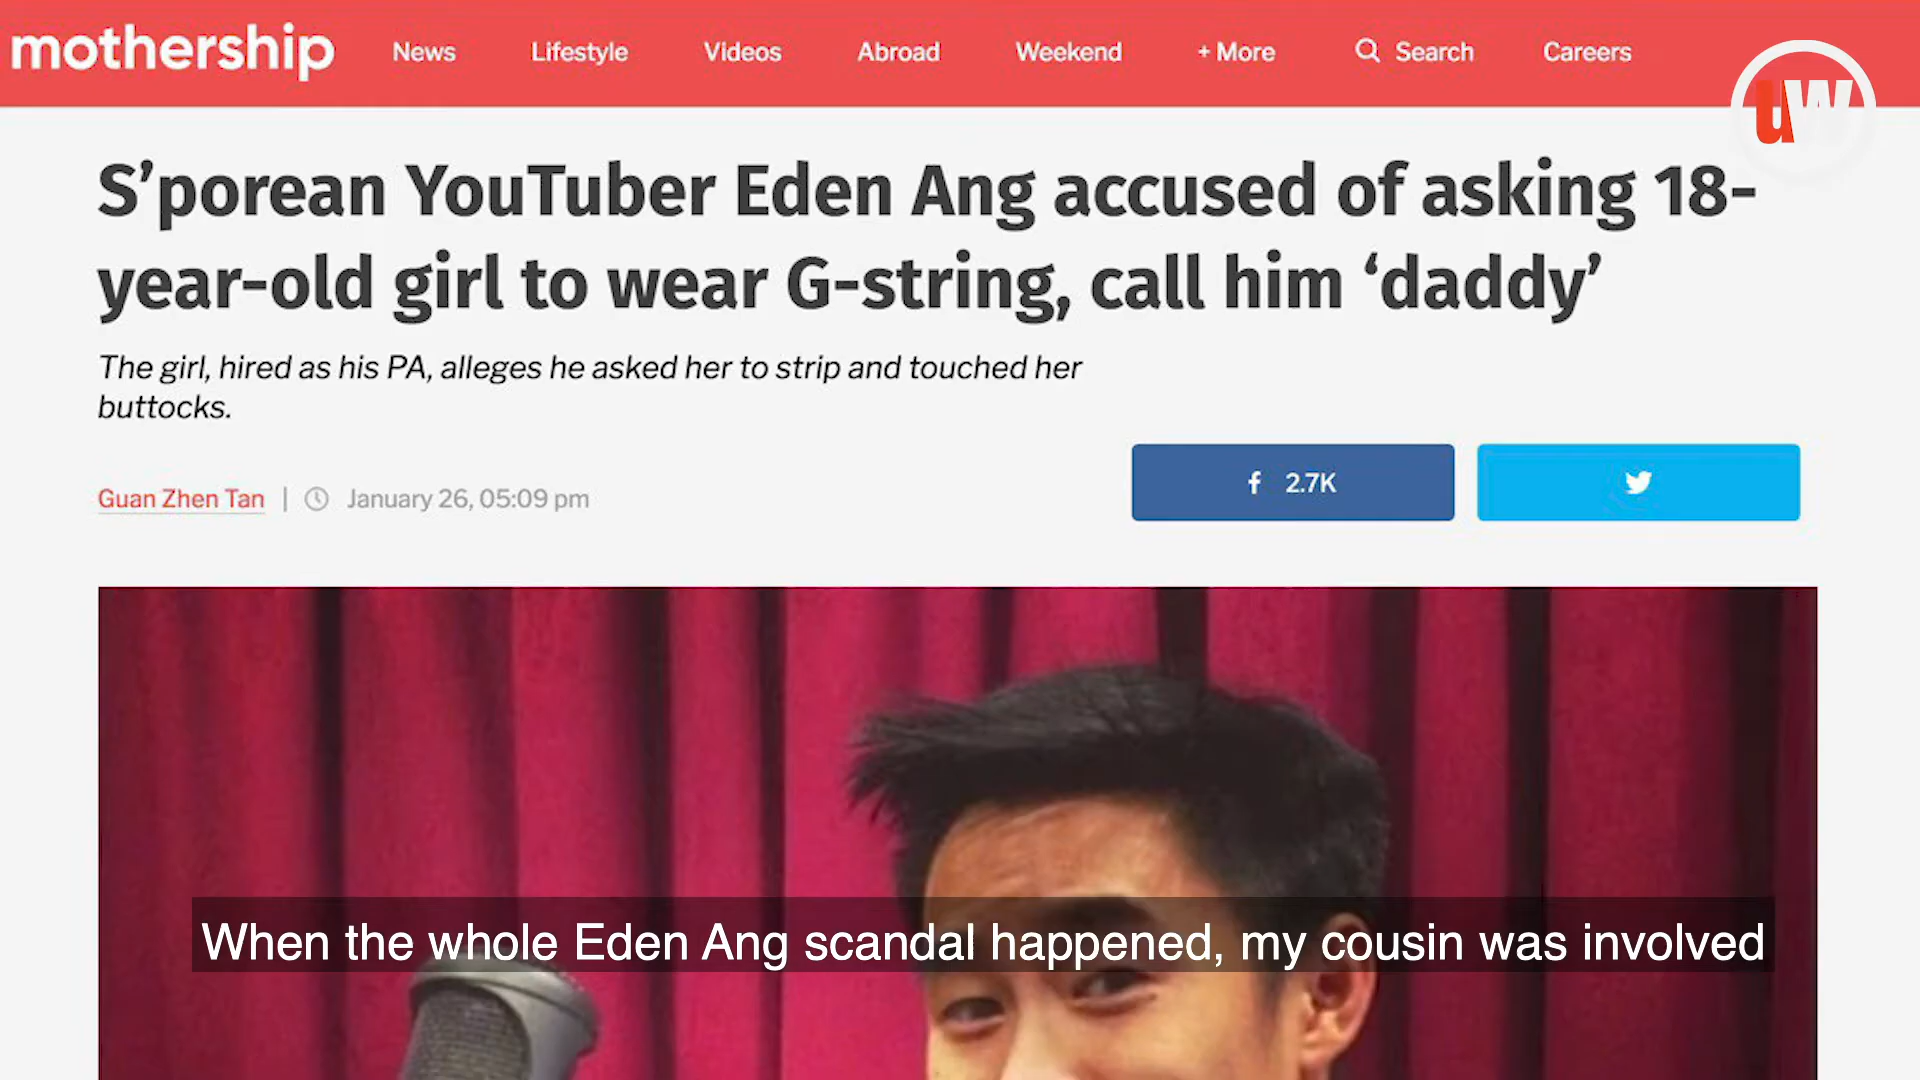 mothership News Lifestyle Videos Abroad Weekend + More Search Careers
uw
S'porean YouTuber Eden Ang accused of asking 18-
year-old girl to wear G-string, call him ‘daddy’
The girl, hired as his PA, alleges he asked her to strip and touched her
buttocks.
Guan Zhen Tan | January 26, 05:09 pm
f 2.7K
When the whole Eden Ang scandal happened, my cousin was involved